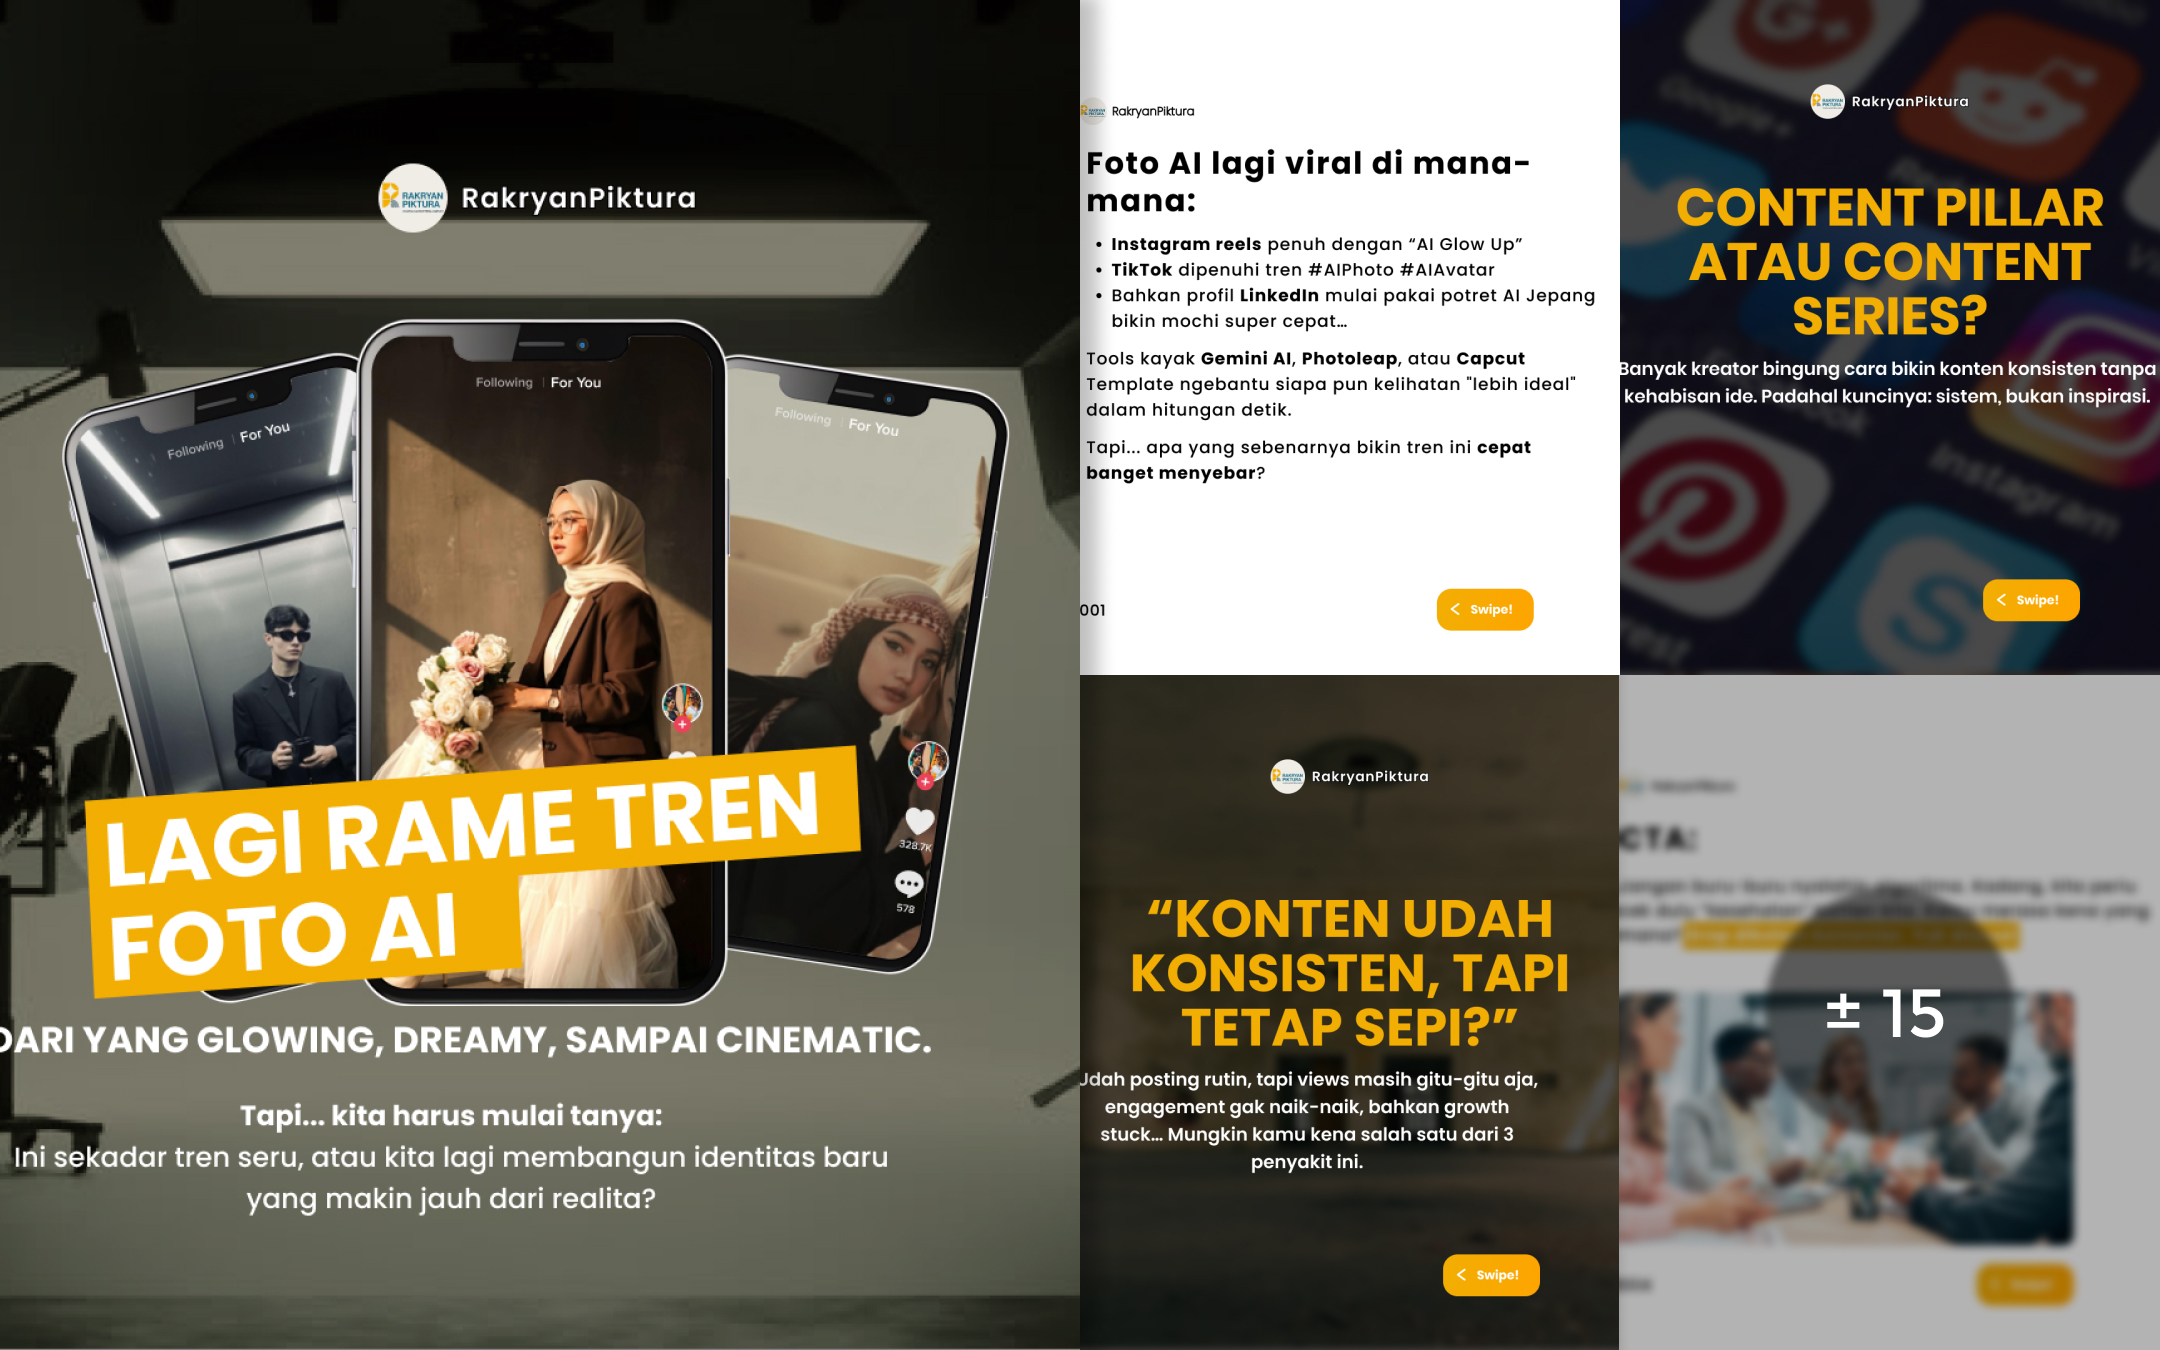 RAKRYAN
PIKTURA
RakryanPiktura
Following | For You
Following | For You
Following | For You
328.7K
578
LAGI RAME TREN
FOTO AI
DARI YANG GLOWING, DREAMY, SAMPAI CINEMATIC.
Tapi... kita harus mulai tanya:
Ini sekadar tren seru, atau kita lagi membangun identitas baru
yang makin jauh dari realita?
RakryanPiktura
Foto AI lagi viral di mana-
mana:
• Instagram reels penuh dengan “AI Glow Up”
• TikTok dipenuhi tren #AIPhoto #AIAvatar
• Bahkan profil LinkedIn mulai pakai potret AI Jepang
bikin mochi super cepat...
Tools kayak Gemini AI, Photoleap, atau Capcut
Template ngebantu siapa pun kelihatan "lebih ideal"
dalam hitungan detik.
Tapi... apa yang sebenarnya bikin tren ini cepat
banget menyebar?
001
< Swipe!
Google+
RAKRYAN
PIKTURA
RakryanPiktura
CONTENT PILLAR
ATAU CONTENT
SERIES?
Banyak kreator bingung cara bikin konten konsisten tanpa
kehabisan ide. Padahal kuncinya: sistem, bukan inspirasi.
Instagram
< Swipe!
RAKRYAN
PIKTURA
RakryanPiktura
“KONTEN UDAH
KONSISTEN, TAPI
TETAP SEPI?”
Udah posting rutin, tapi views masih gitu-gitu aja,
engagement gak naik-naik, bahkan growth
stuck... Mungkin kamu kena salah satu dari 3
penyakit ini.
< Swipe!
CTA:
± 15